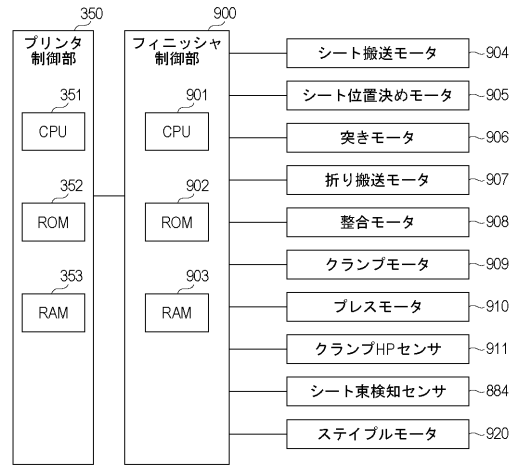 350
プリンタ
制御部
351
CPU
352
ROM
353
RAM
900
フィニッシャ
制御部
901
CPU
902
ROM
903
RAM
シート搬送モータ 904
シート位置決めモータ 905
突きモータ 906
折り搬送モータ 907
整合モータ 908
クランプモータ 909
プレスモータ 910
クランプHPセンサ 911
シート束検知センサ 884
ステイプルモータ 920